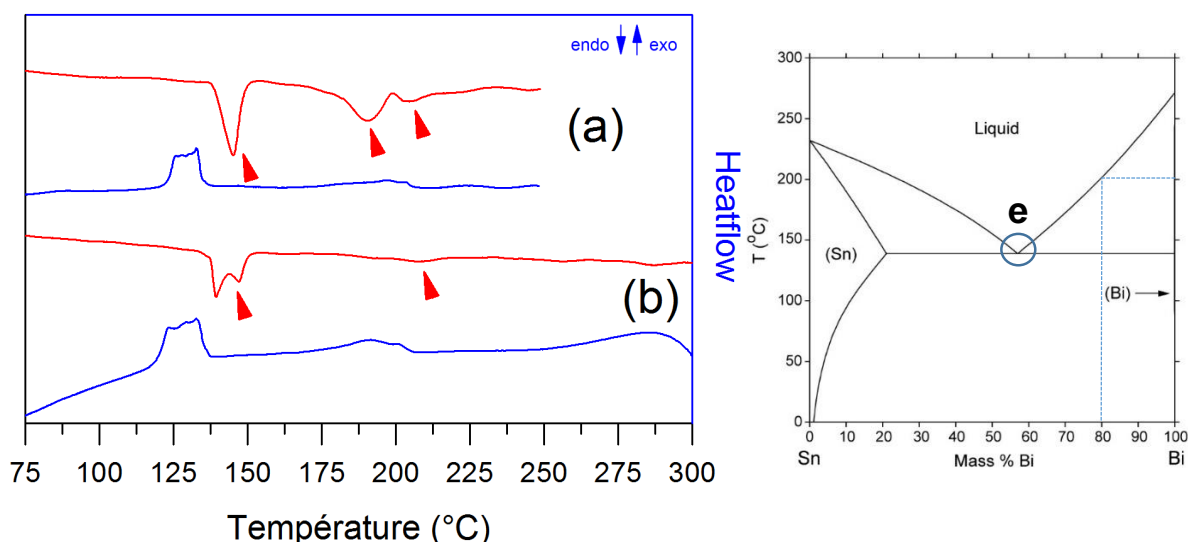 endo exo
(a)
(b)
75 100 125 150 175 200 225 250 275 300
Température (°C)
Heatflow
300
250
200
150
100
50
0
T (°C)
Liquid
e
(Sn)
(Bi)
0 10 20 30 40 50 60 70 80 90 100
Sn Mass % Bi Bi